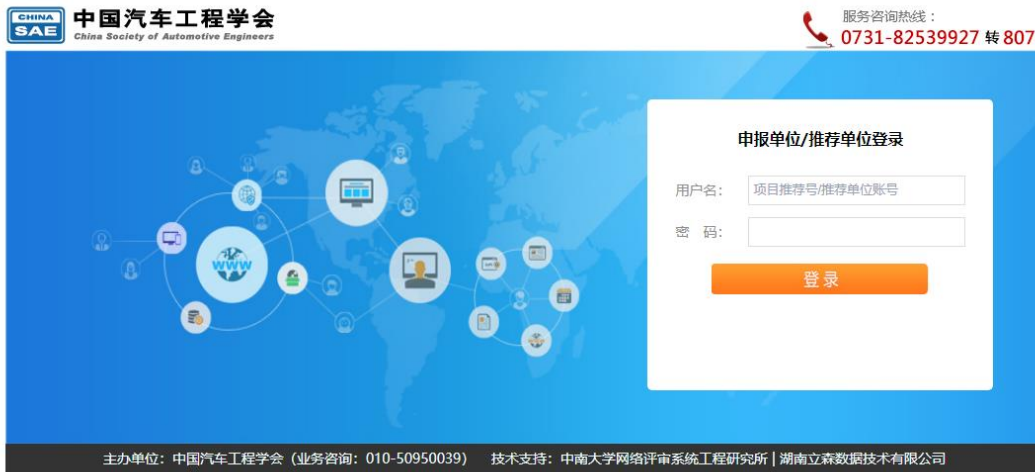 CHINA
SAE
中国汽车工程学会
China Society of Automotive Engineers
服务咨询热线：
0731-82539927 转 807
WWW
申报单位/推荐单位登录
用户名： 项目推荐号/推荐单位账号
密 码：
登 录
主办单位：中国汽车工程学会（业务咨询：010-50950039） 技术支持：中南大学网络评审系统工程研究所 | 湖南立森数据技术有限公司